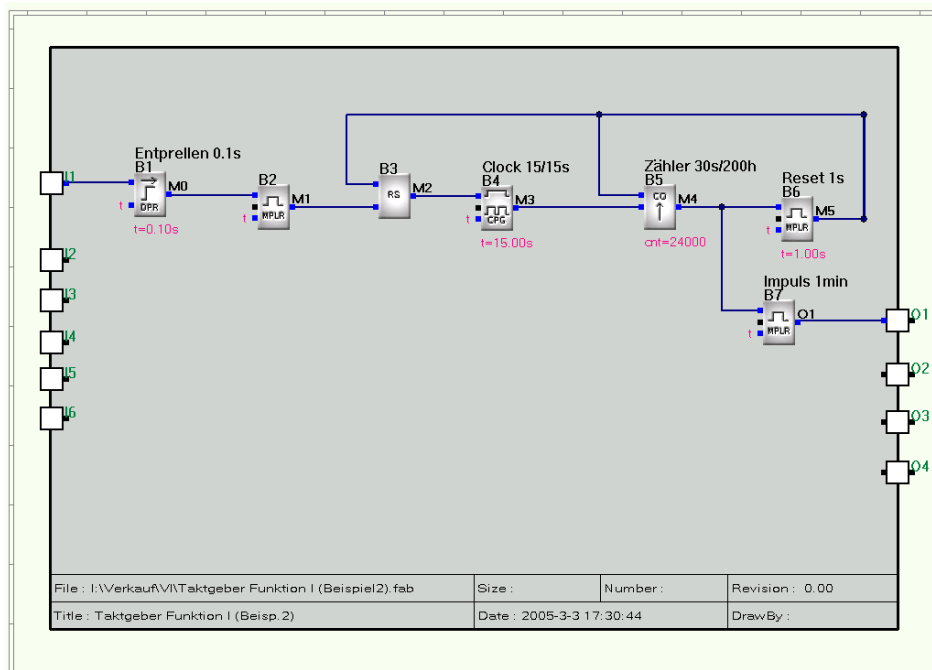 Entprellen 0.1s
B1
I1
M0
DPR
t
t=0.10s
B2
M1
MPLR
t
B3
RS
M2
Clock 15/15s
B4
M3
CPG
t
t=15.00s
Zähler 30s/200h
B5
CO
M4
cnt=24000
Reset 1s
B6
M5
MPLR
t
t=1.00s
Impuls 1min
B7
O1
MPLR
t
I2
I3
I4
I5
I6
O1
O2
O3
O4
File : I:\Verkauf\VI\Taktgeber Funktion I (Beispiel2).fab
Size :
Number :
Revision : 0.00
Title : Taktgeber Funktion I (Beisp.2)
Date : 2005-3-3 17:30:44
DrawBy :